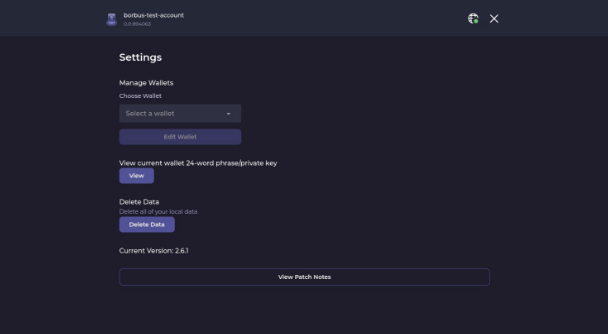 borbus-test-account
0.0.894062
Settings
Manage Wallets
Choose Wallet
Select a wallet
Edit Wallet
View current wallet 24-word phrase/private key
View
Delete Data
Delete all of your local data
Delete Data
Current Version: 2.6.1
View Patch Notes